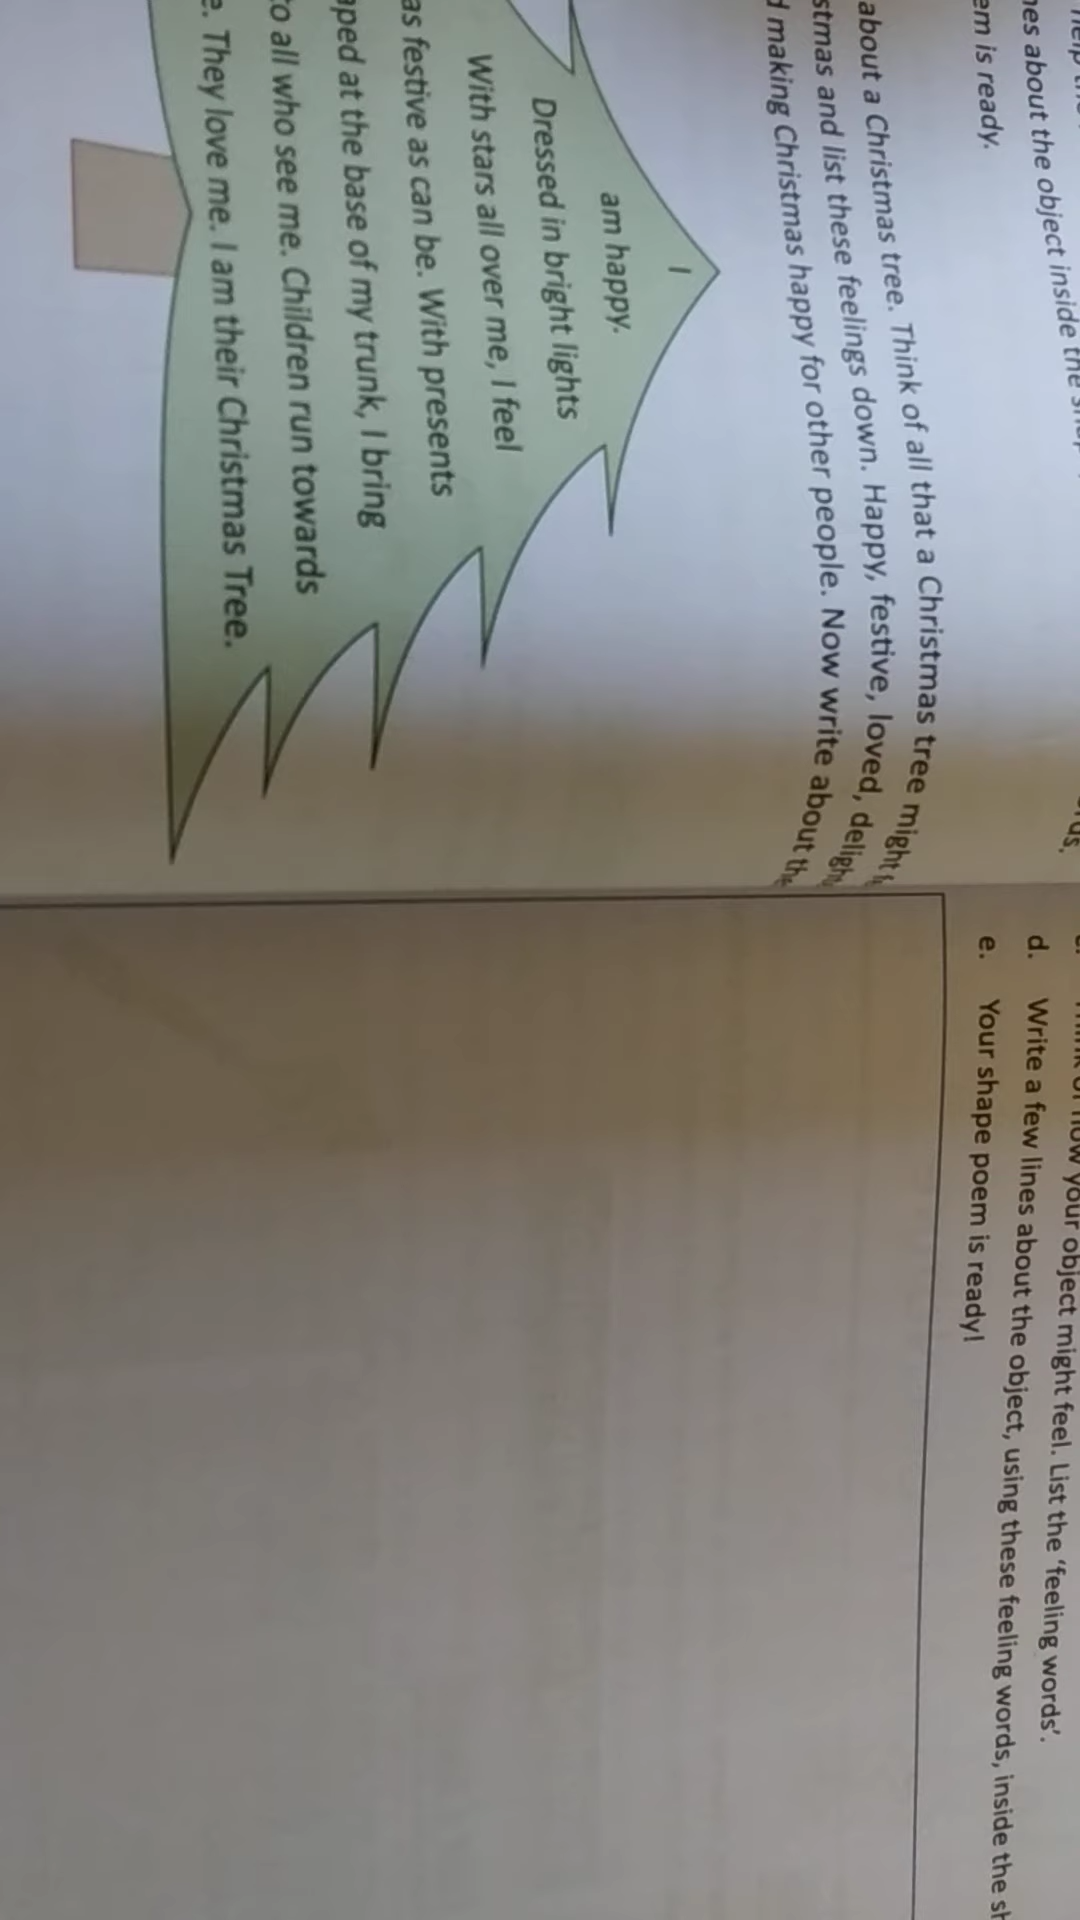 nes about the object inside the
em is ready.
about a Christmas tree. Think of all that a Christmas tree might
stmas and list these feelings down. Happy, festive, loved, deligh
d making Christmas happy for other people. Now write about the
I
am happy.
Dressed in bright lights
With stars all over me, I feel
as festive as can be. With presents
aped at the base of my trunk, I bring
to all who see me. Children run towards
e. They love me. I am their Christmas Tree.
your object might feel. List the ‘feeling words’.
d. Write a few lines about the object, using these feeling words, inside the sh
e. Your shape poem is ready!